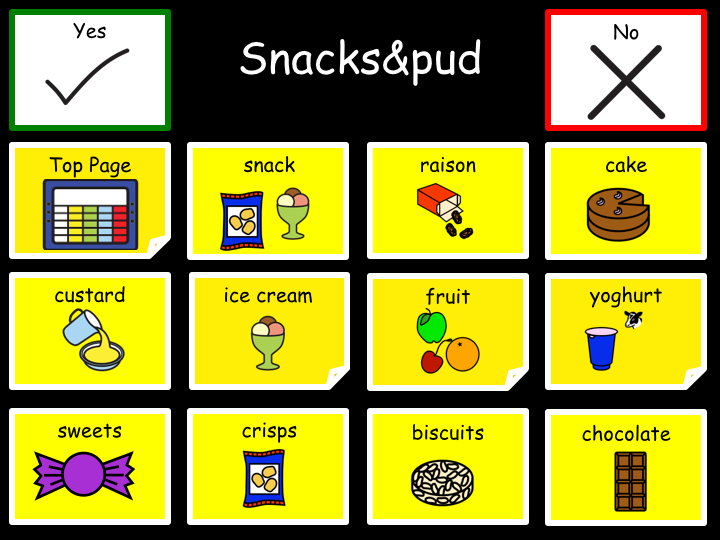 Yes
Snacks&pud
No
Top Page
snack
raison
cake
custard
ice cream
fruit
yoghurt
sweets
crisps
biscuits
chocolate